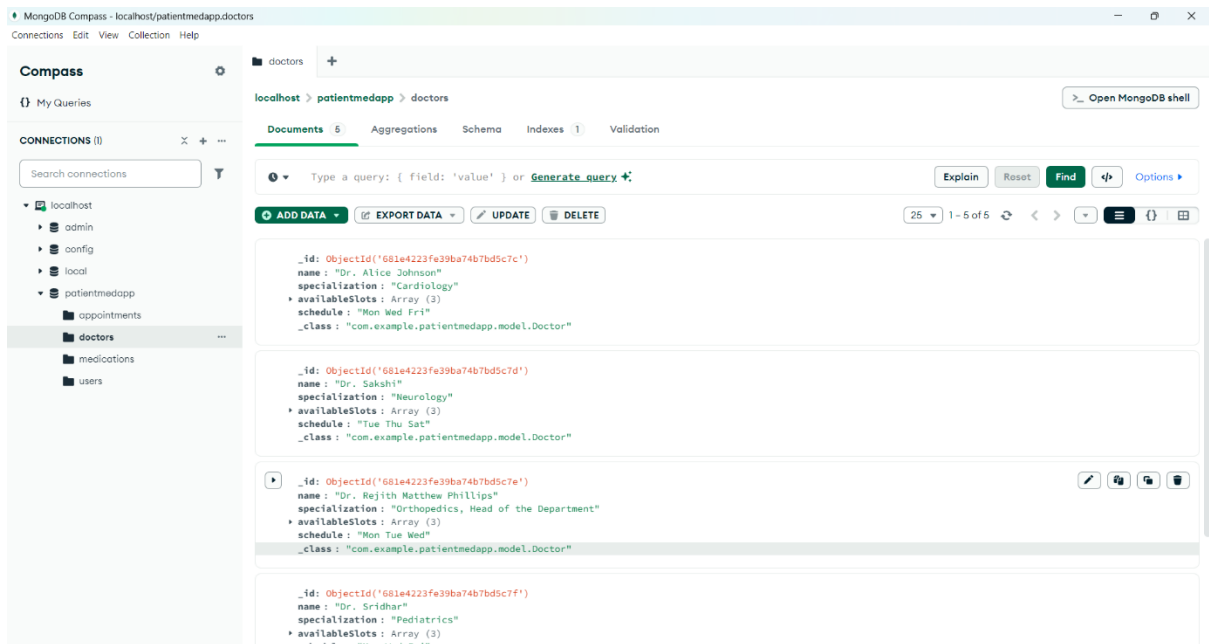 MongoDB Compass - localhost/patientmedapp.doctors
Connections Edit View Collection Help
Compass
{} My Queries
CONNECTIONS (1)
Search connections
localhost
admin
config
local
patientmedapp
appointments
doctors
medications
users
doctors
localhost > patientmedapp > doctors
>_ Open MongoDB shell
Documents 5 Aggregations Schema Indexes 1 Validation
Type a query: { field: 'value' } or Generate query
Explain Reset Find </> Options
ADD DATA EXPORT DATA UPDATE DELETE
25 1 – 5 of 5 {}
_id: ObjectId('681e4223fe39ba74b7bd5c7c')
name : "Dr. Alice Johnson"
specialization : "Cardiology"
availableSlots : Array (3)
schedule : "Mon Wed Fri"
_class : "com.example.patientmedapp.model.Doctor"
_id: ObjectId('681e4223fe39ba74b7bd5c7d')
name : "Dr. Sakshi"
specialization : "Neurology"
availableSlots : Array (3)
schedule : "Tue Thu Sat"
_class : "com.example.patientmedapp.model.Doctor"
_id: ObjectId('681e4223fe39ba74b7bd5c7e')
name : "Dr. Rejith Matthew Phillips"
specialization : "Orthopedics, Head of the Department"
availableSlots : Array (3)
schedule : "Mon Tue Wed"
_class : "com.example.patientmedapp.model.Doctor"
_id: ObjectId('681e4223fe39ba74b7bd5c7f')
name : "Dr. Sridhar"
specialization : "Pediatrics"
availableSlots : Array (3)